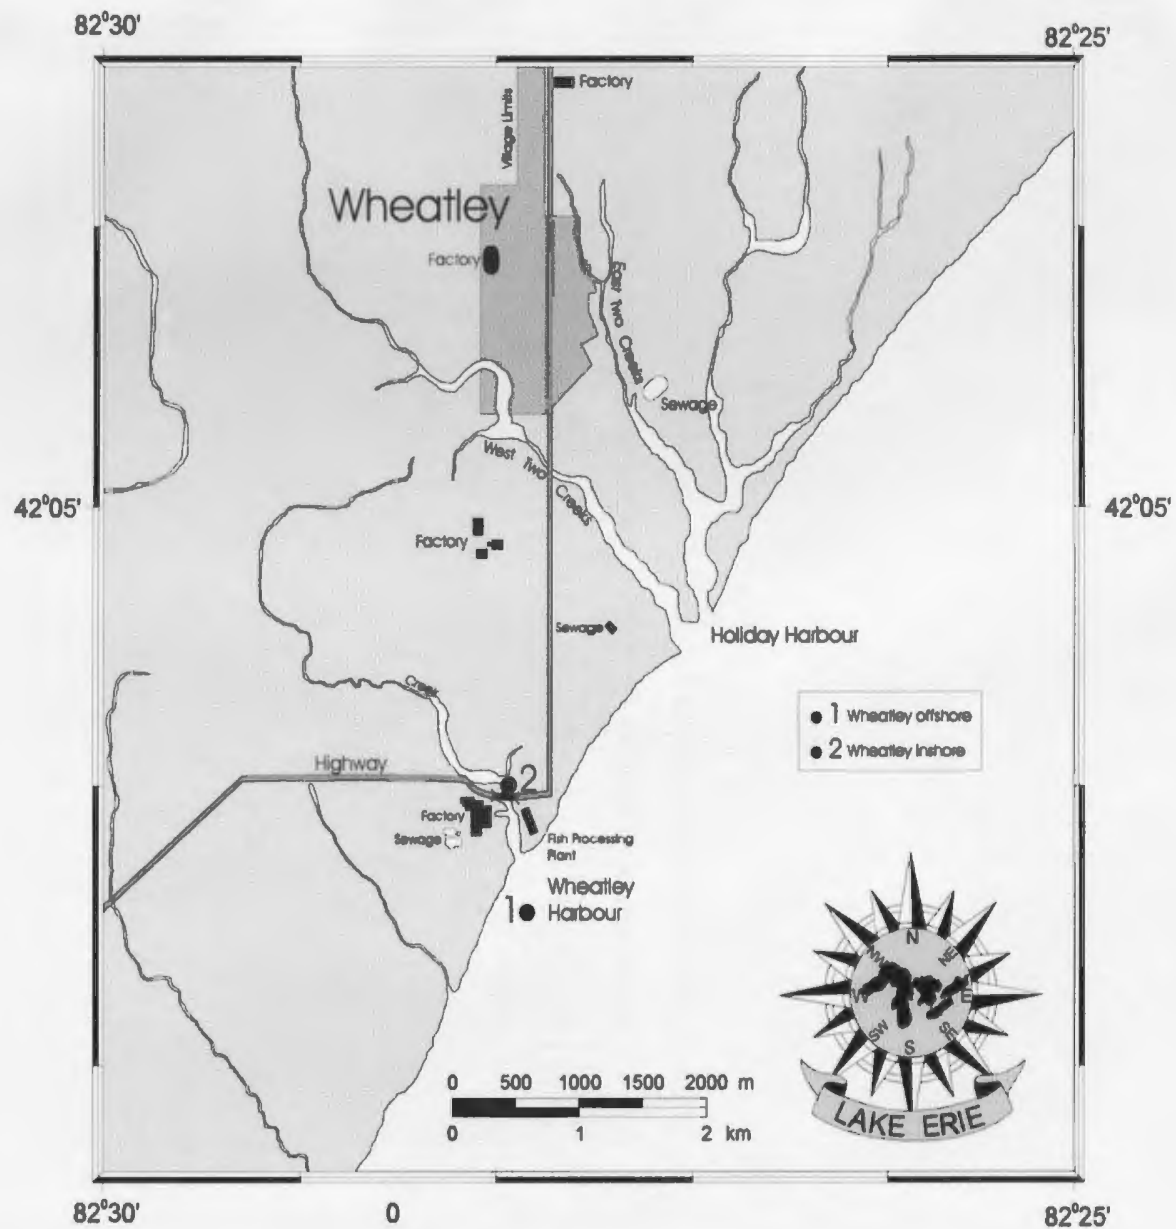 82°30'
82°25'
Factory
Village Limits
Wheatley
Factory
East Two Creeks
Sewage
West Two Creeks
42°05'
42°05'
Factory
Sewage
Holiday Harbour
Creek
1 Wheatley offshore
2 Wheatley inshore
Highway
2
Factory
Sewage
Fish Processing
Plant
Wheatley
Harbour
1
N
NW
NE
W
E
SW
SE
S
0 500 1000 1500 2000 m
0 1 2 km
LAKE ERIE
82°30'
0
82°25'